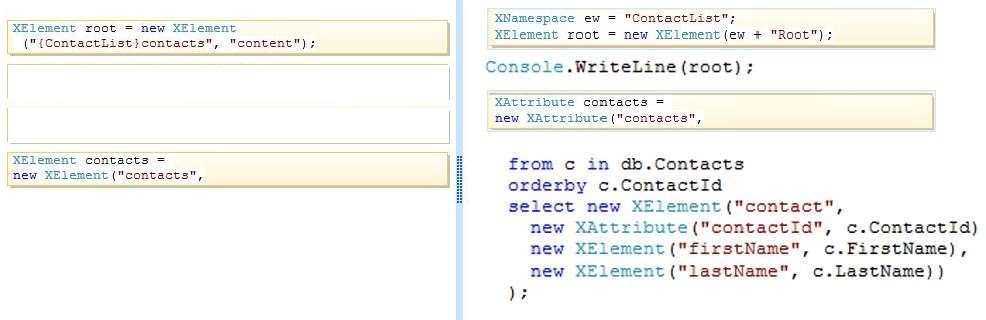 XElement root = new XElement
("{ContactList}contacts", "content");
XElement contacts =
new XElement("contacts",
XNamespace ew = "ContactList";
XElement root = new XElement(ew + "Root");
Console.WriteLine(root);
XAttribute contacts =
new XAttribute("contacts",
from c in db.Contacts
orderby c.ContactId
select new XElement("contact",
new XAttribute("contactId", c.ContactId)
new XElement("firstName", c.FirstName),
new XElement("lastName", c.LastName))
);